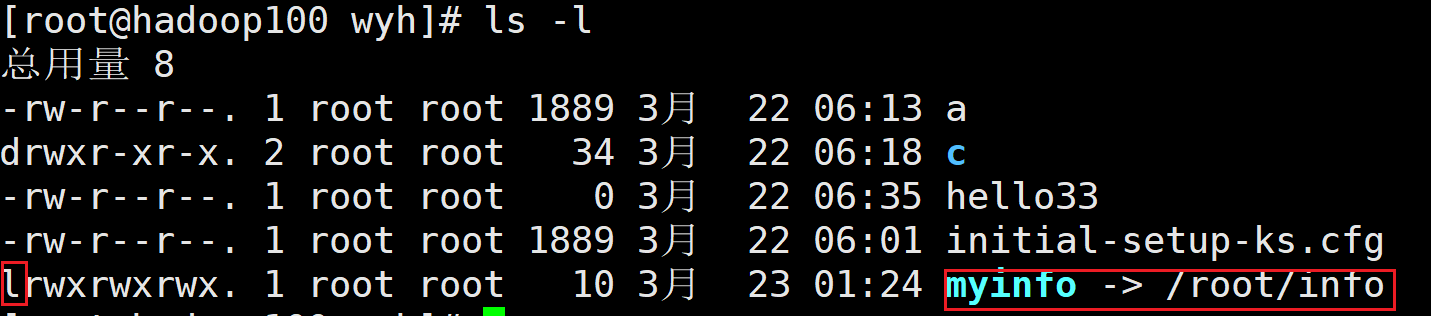 [root@hadoop100 wyh]# ls -l
总用量 8
-rw-r--r--. 1 root root 1889 3月  22 06:13 a
drwxr-xr-x. 2 root root   34 3月  22 06:18 c
-rw-r--r--. 1 root root    0 3月  22 06:35 hello33
-rw-r--r--. 1 root root 1889 3月  22 06:01 initial-setup-ks.cfg
lrwxrwxrwx. 1 root root   10 3月  23 01:24 myinfo -> /root/info